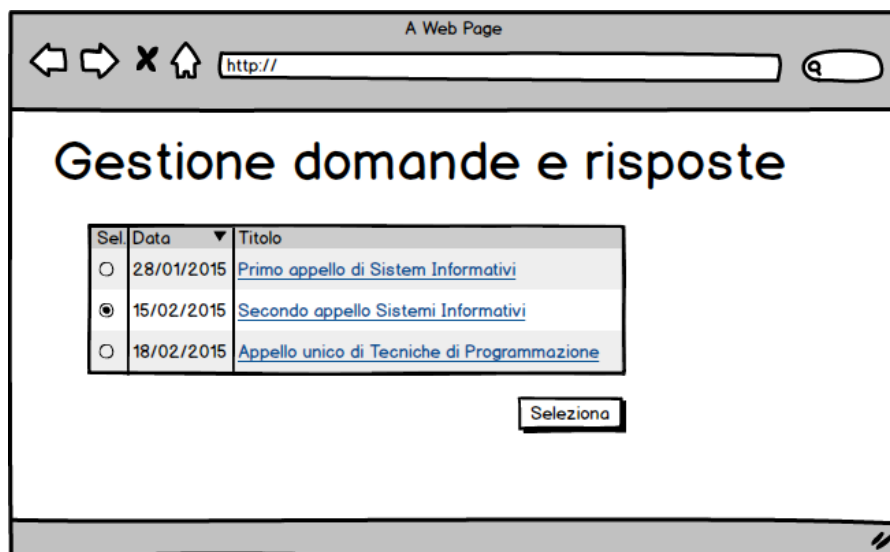 A Web Page
http://
Gestione domande e risposte
Sel. Data Titolo
28/01/2015 Primo appello di Sistem Informativi
15/02/2015 Secondo appello Sistemi Informativi
18/02/2015 Appello unico di Tecniche di Programmazione
Seleziona